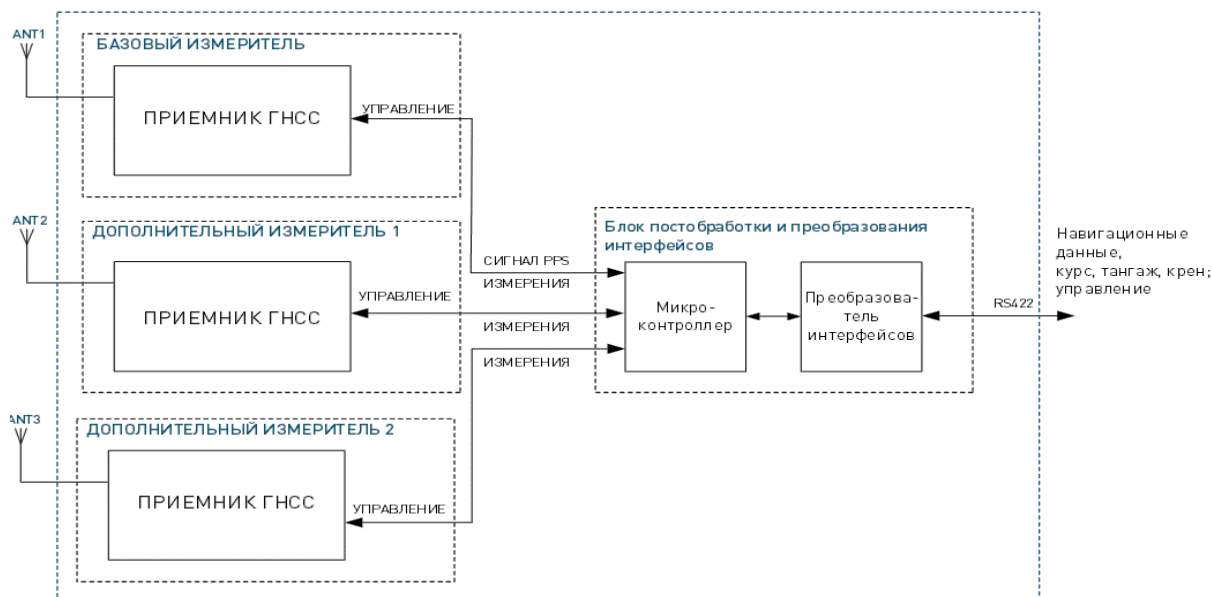 ANT1
БАЗОВЫЙ ИЗМЕРИТЕЛЬ
ПРИЕМНИК ГНСС
УПРАВЛЕНИЕ
ANT2
ДОПОЛНИТЕЛЬНЫЙ ИЗМЕРИТЕЛЬ 1
ПРИЕМНИК ГНСС
УПРАВЛЕНИЕ
СИГНАЛ PPS
ИЗМЕРЕНИЯ
ИЗМЕРЕНИЯ
ИЗМЕРЕНИЯ
Блок постобработки и преобразования
интерфейсов
Микро-
контроллер
Преобразова-
тель
интерфейсов
RS422
Навигационные
данные,
курс, тангаж, крен;
управление
ANT3
ДОПОЛНИТЕЛЬНЫЙ ИЗМЕРИТЕЛЬ 2
ПРИЕМНИК ГНСС
УПРАВЛЕНИЕ